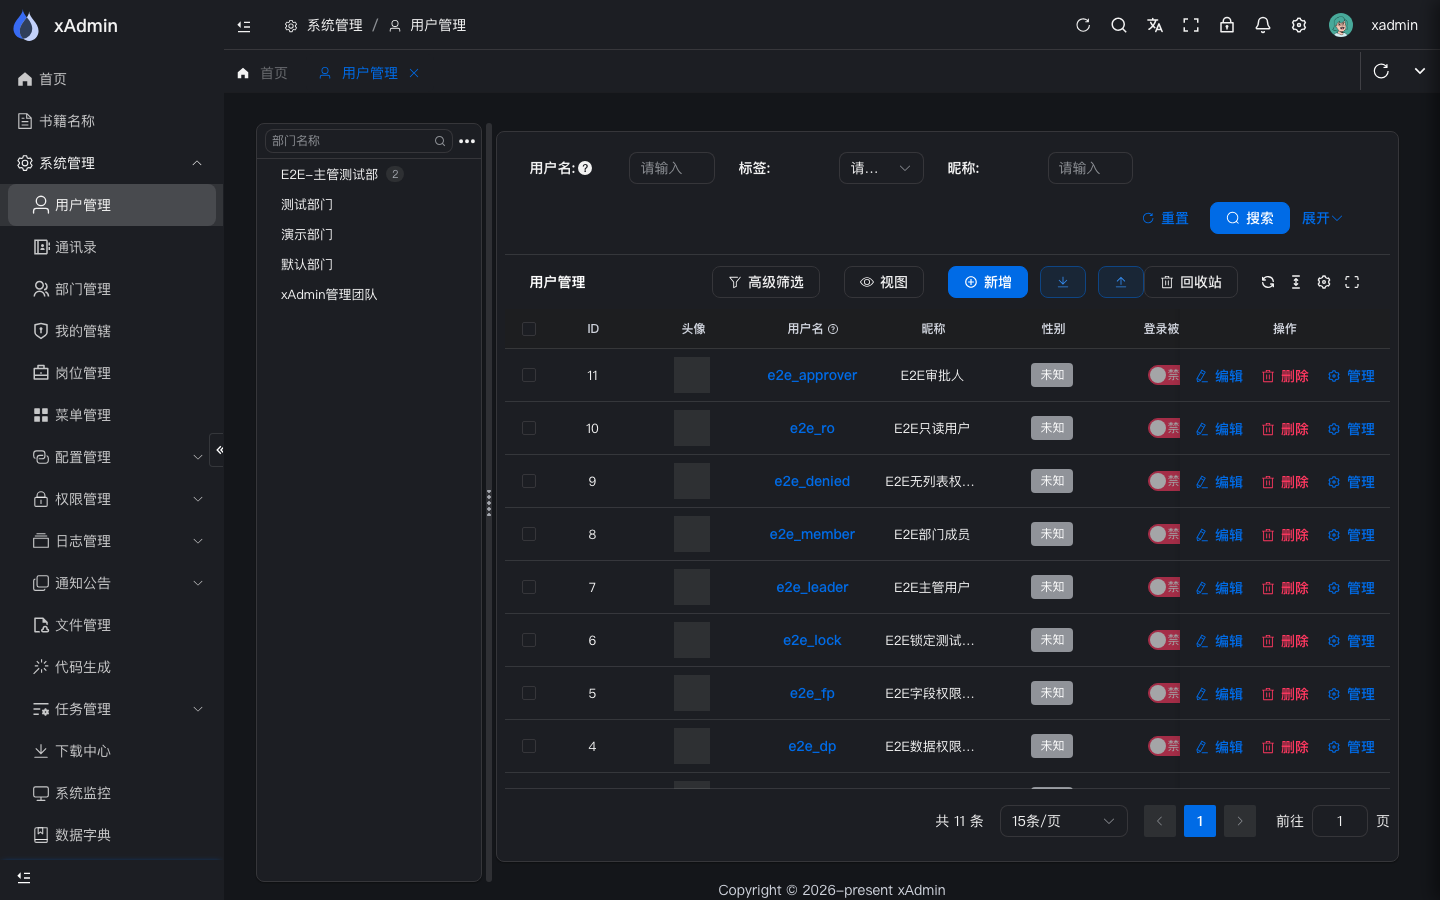 xAdmin
系统管理 / 用户管理
xadmin
首页
用户管理
首页
书籍名称
系统管理
用户管理
通讯录
部门管理
我的管辖
岗位管理
菜单管理
配置管理
权限管理
日志管理
通知公告
文件管理
代码生成
任务管理
下载中心
系统监控
数据字典
部门名称
E2E-主管测试部 2
测试部门
演示部门
默认部门
xAdmin管理团队
用户名: 请输入 标签: 请... 昵称: 请输入
重置 搜索 展开
用户管理 高级筛选 视图 新增 回收站
ID 头像 用户名 昵称 性别 登录被 操作
11 e2e_approver E2E审批人 未知 禁 编辑 删除 管理
10 e2e_ro E2E只读用户 未知 禁 编辑 删除 管理
9 e2e_denied E2E无列表权... 未知 禁 编辑 删除 管理
8 e2e_member E2E部门成员 未知 禁 编辑 删除 管理
7 e2e_leader E2E主管用户 未知 禁 编辑 删除 管理
6 e2e_lock E2E锁定测试... 未知 禁 编辑 删除 管理
5 e2e_fp E2E字段权限... 未知 禁 编辑 删除 管理
4 e2e_dp E2E数据权限... 未知 禁 编辑 删除 管理
共 11 条 15条/页 1 前往 1 页
Copyright © 2026-present xAdmin